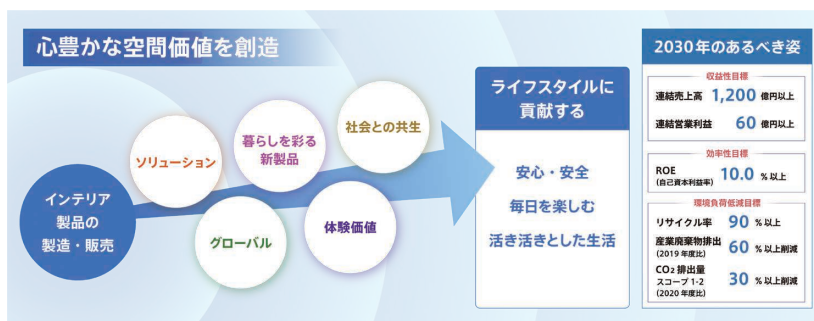 心豊かな空間価値を創造
インテリア
製品の
製造・販売
ソリューション
暮らしを彩る
新製品
社会との共生
グローバル
体験価値
ライフスタイルに
貢献する
安心・安全
毎日を楽しむ
活き活きとした生活
2030年のあるべき姿
収益性目標
連結売上高 1,200 億円以上
連結営業利益 60 億円以上
効率性目標
ROE
(自己資本利益率) 10.0 %以上
環境負荷低減目標
リサイクル率 90 %以上
産業廃棄物排出
(2019年度比) 60 %以上削減
CO2排出量
スコープ1-2 30 %以上削減
(2020年度比)